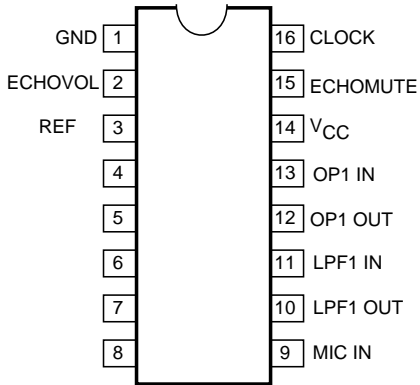 GND 1 16 CLOCK
ECHOVOL 2 15 ECHOMUTE
REF 3 14 VCC
4 13 OP1 IN
5 12 OP1 OUT
6 11 LPF1 IN
7 10 LPF1 OUT
8 9 MIC IN